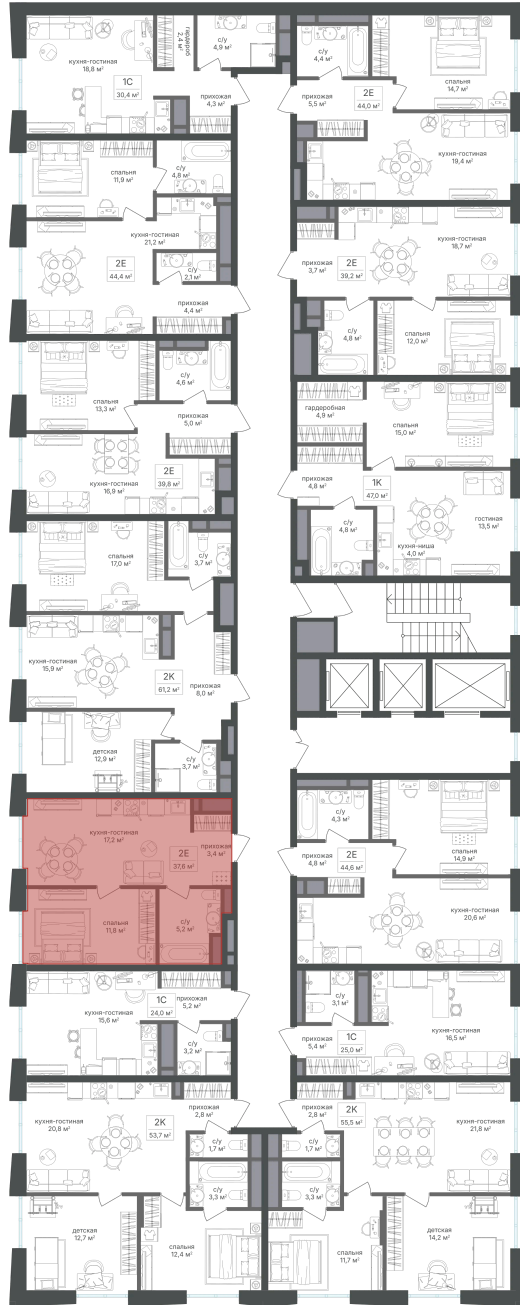 кухня-гостиная
18,8 м²
гардероб
2,4 м²
с/у
4,9 м²
1С
30,4 м²
прихожая
4,3 м²
с/у
4,4 м²
спальня
14,7 м²
прихожая
5,5 м²
2Е
44,0 м²
кухня-гостиная
19,4 м²
спальня
11,9 м²
с/у
4,8 м²
кухня-гостиная
21,2 м²
2Е
44,4 м²
с/у
2,1 м²
прихожая
4,4 м²
кухня-гостиная
18,7 м²
прихожая
3,7 м²
2Е
39,2 м²
с/у
4,8 м²
спальня
12,0 м²
спальня
13,3 м²
с/у
4,6 м²
прихожая
5,0 м²
2Е
39,8 м²
кухня-гостиная
16,9 м²
гардеробная
4,9 м²
спальня
15,0 м²
прихожая
4,8 м²
1К
47,0 м²
гостиная
13,5 м²
с/у
4,8 м²
кухня-ниша
4,0 м²
спальня
17,0 м²
с/у
3,7 м²
кухня-гостиная
15,9 м²
2К
61,2 м²
прихожая
8,0 м²
детская
12,9 м²
с/у
3,7 м²
кухня-гостиная
17,2 м²
2Е
37,6 м²
прихожая
3,4 м²
спальня
11,8 м²
с/у
5,2 м²
с/у
4,3 м²
спальня
14,9 м²
прихожая
4,8 м²
2Е
44,6 м²
кухня-гостиная
20,6 м²
кухня-гостиная
15,6 м²
1С
24,0 м²
прихожая
5,2 м²
с/у
3,2 м²
с/у
3,1 м²
кухня-гостиная
16,5 м²
прихожая
5,4 м²
1С
25,0 м²
кухня-гостиная
20,8 м²
2К
53,7 м²
прихожая
2,8 м²
с/у
1,7 м²
с/у
3,3 м²
детская
12,7 м²
спальня
12,4 м²
прихожая
2,8 м²
2К
55,5 м²
кухня-гостиная
21,8 м²
с/у
1,7 м²
с/у
3,3 м²
спальня
11,7 м²
детская
14,2 м²